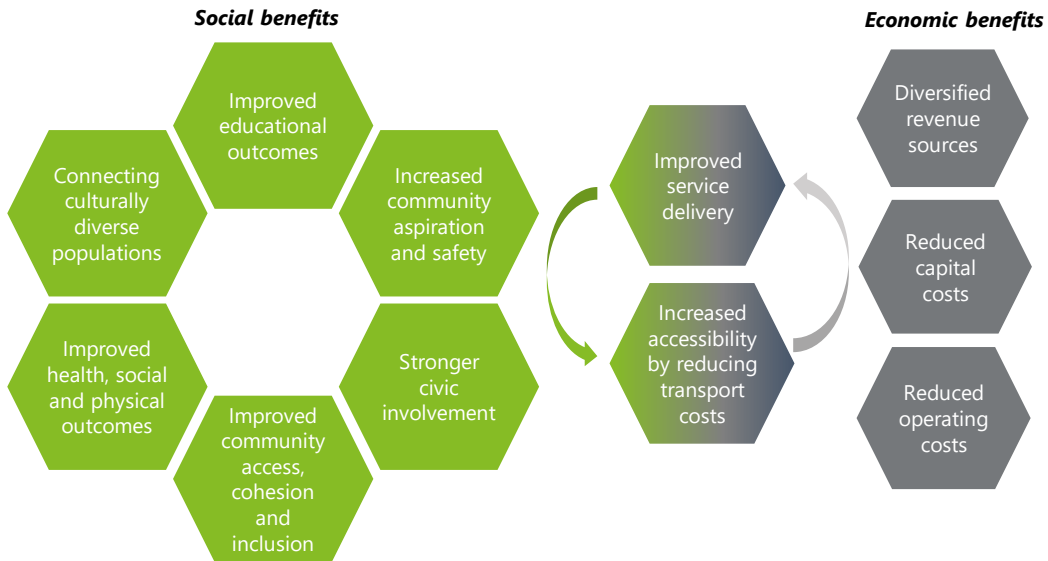 Social benefits
Economic benefits
Improved
educational
outcomes
Connecting
culturally
diverse
populations
Increased
community
aspiration
and safety
Improved
health, social
and physical
outcomes
Stronger
civic
involvement
Improved
community
access,
cohesion
and
inclusion
Improved
service
delivery
Increased
accessibility
by reducing
transport
costs
Diversified
revenue
sources
Reduced
capital
costs
Reduced
operating
costs